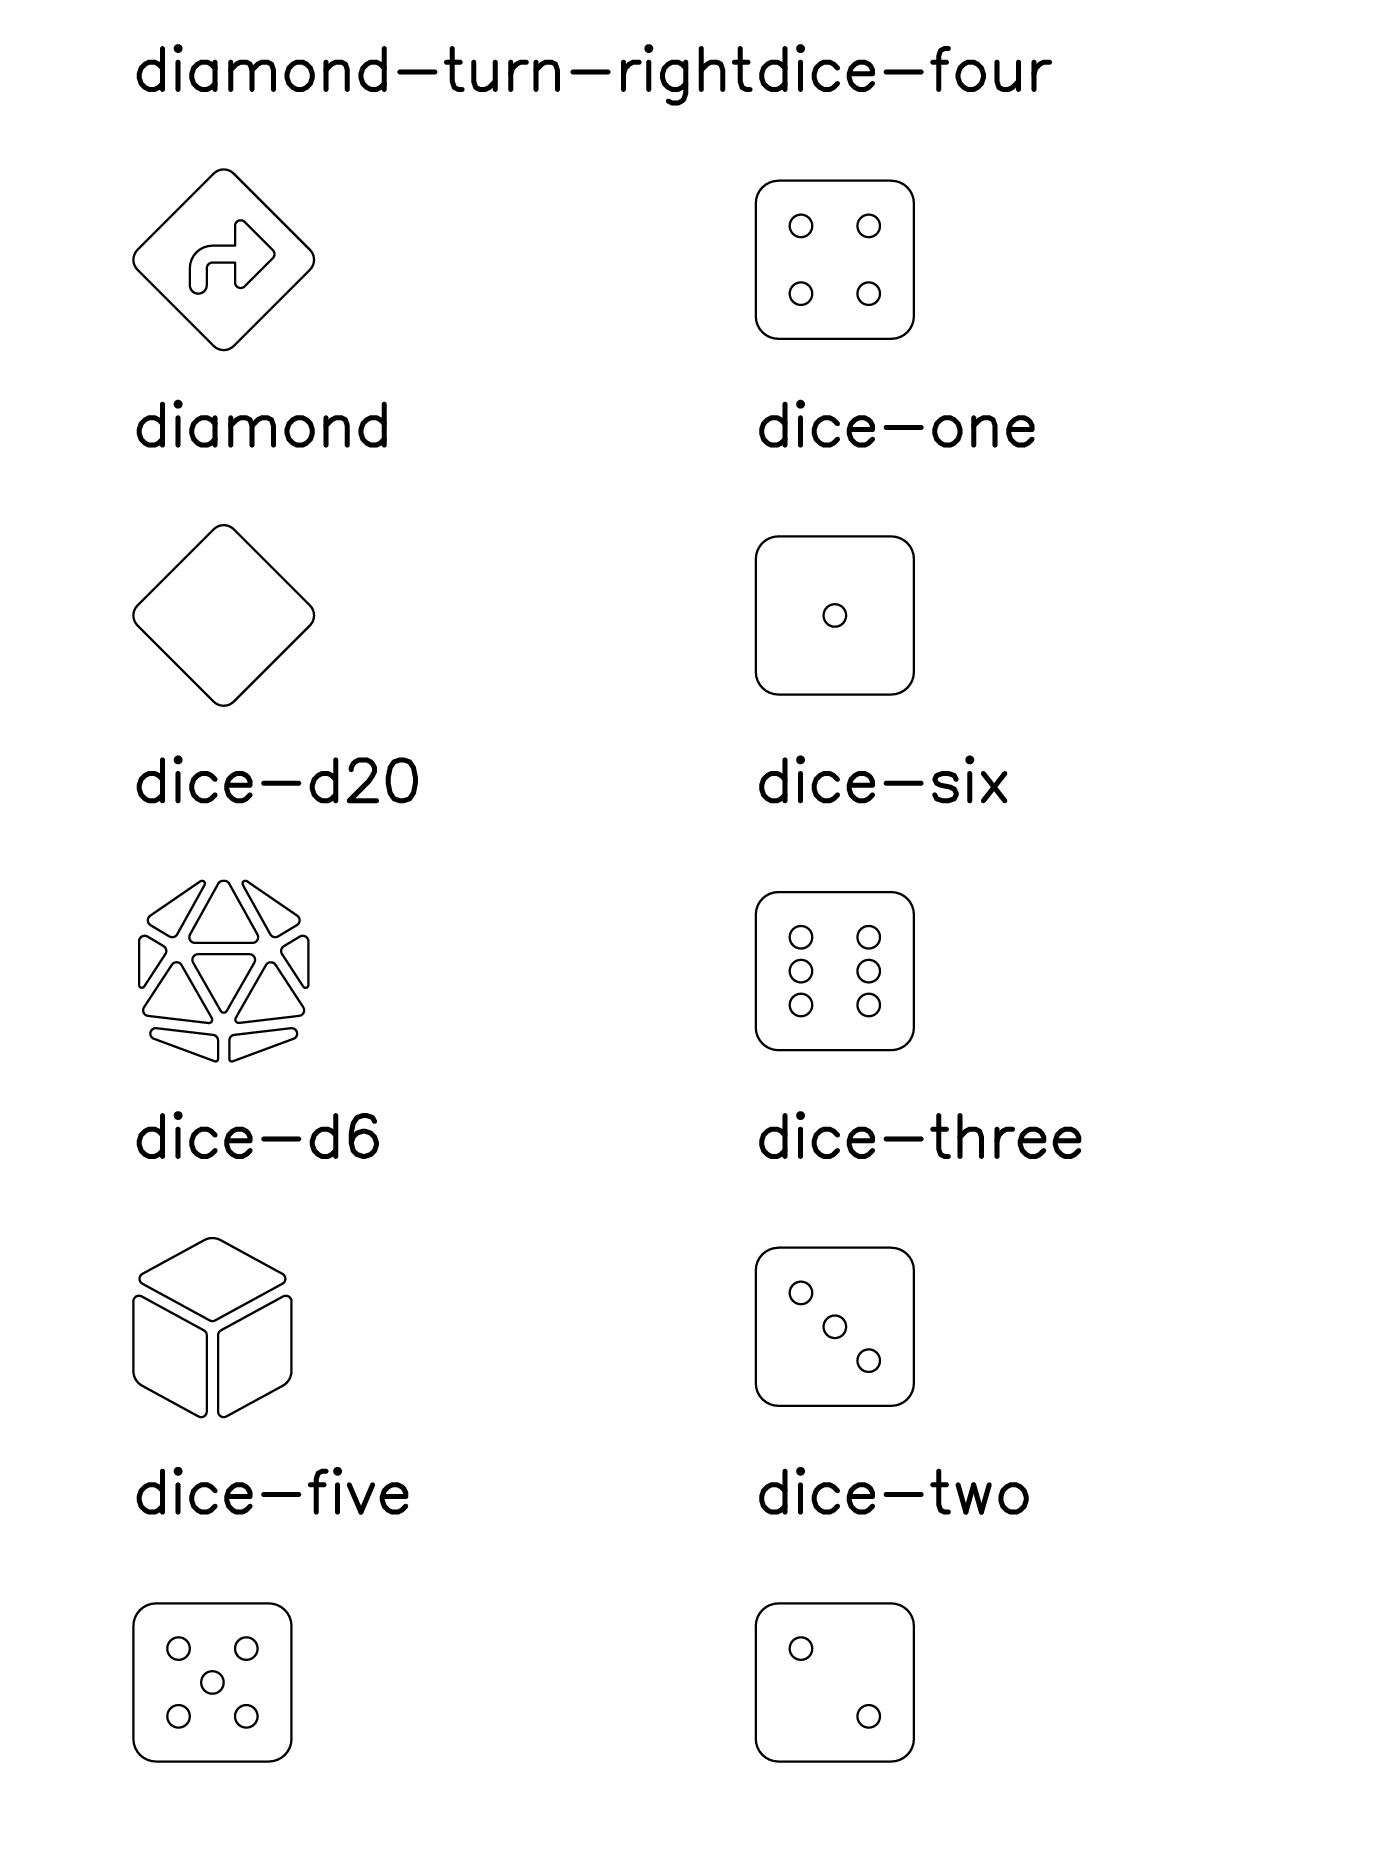 diamond-turn-rightdice-four
diamond dice-one
dice-d20 dice-six
dice-d6 dice-three
dice-five dice-two